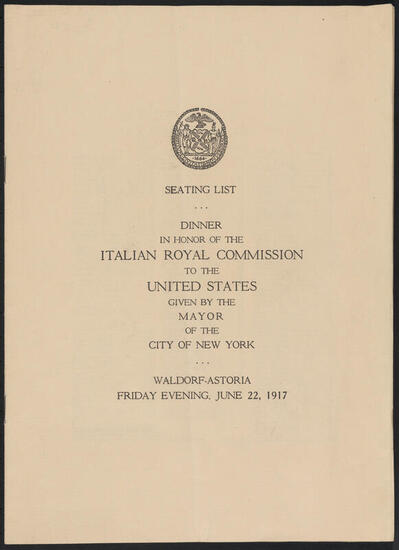 1664
SEATING LIST
...
DINNER
IN HONOR OF THE
ITALIAN ROYAL COMMISSION
TO THE
UNITED STATES
GIVEN BY THE
MAYOR
OF THE
CITY OF NEW YORK
...
WALDORF-ASTORIA
FRIDAY EVENING, JUNE 22, 1917